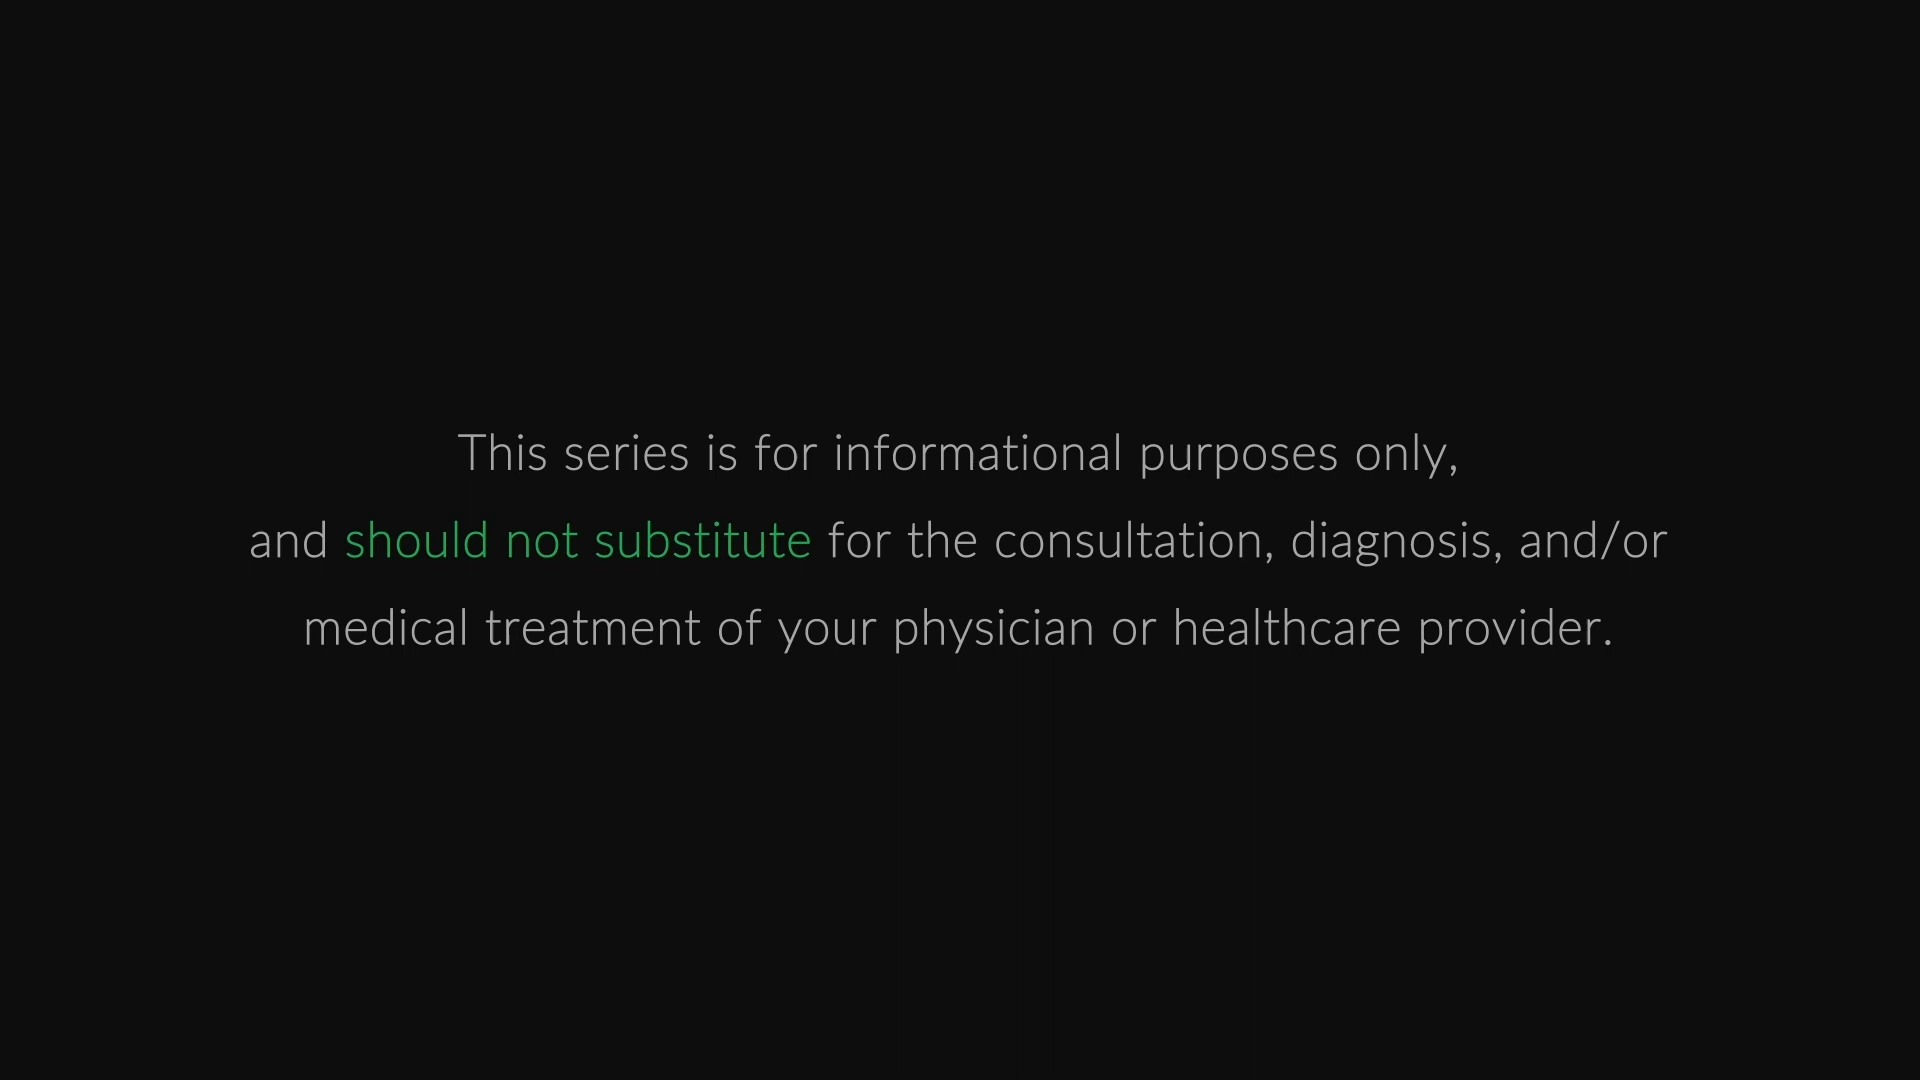 This series is for informational purposes only,
and should not substitute for the consultation, diagnosis, and/or
medical treatment of your physician or healthcare provider.